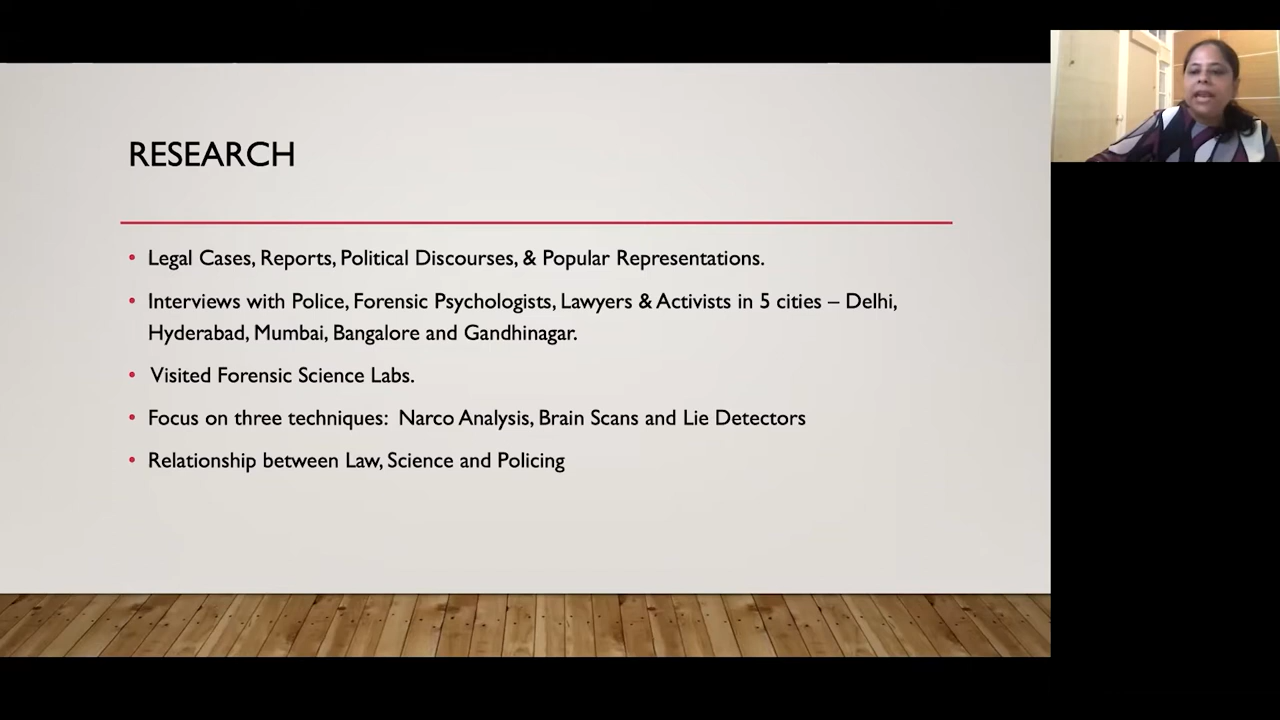 RESEARCH
• Legal Cases, Reports, Political Discourses, & Popular Representations.
• Interviews with Police, Forensic Psychologists, Lawyers & Activists in 5 cities – Delhi,
Hyderabad, Mumbai, Bangalore and Gandhinagar.
• Visited Forensic Science Labs.
• Focus on three techniques: Narco Analysis, Brain Scans and Lie Detectors
• Relationship between Law, Science and Policing